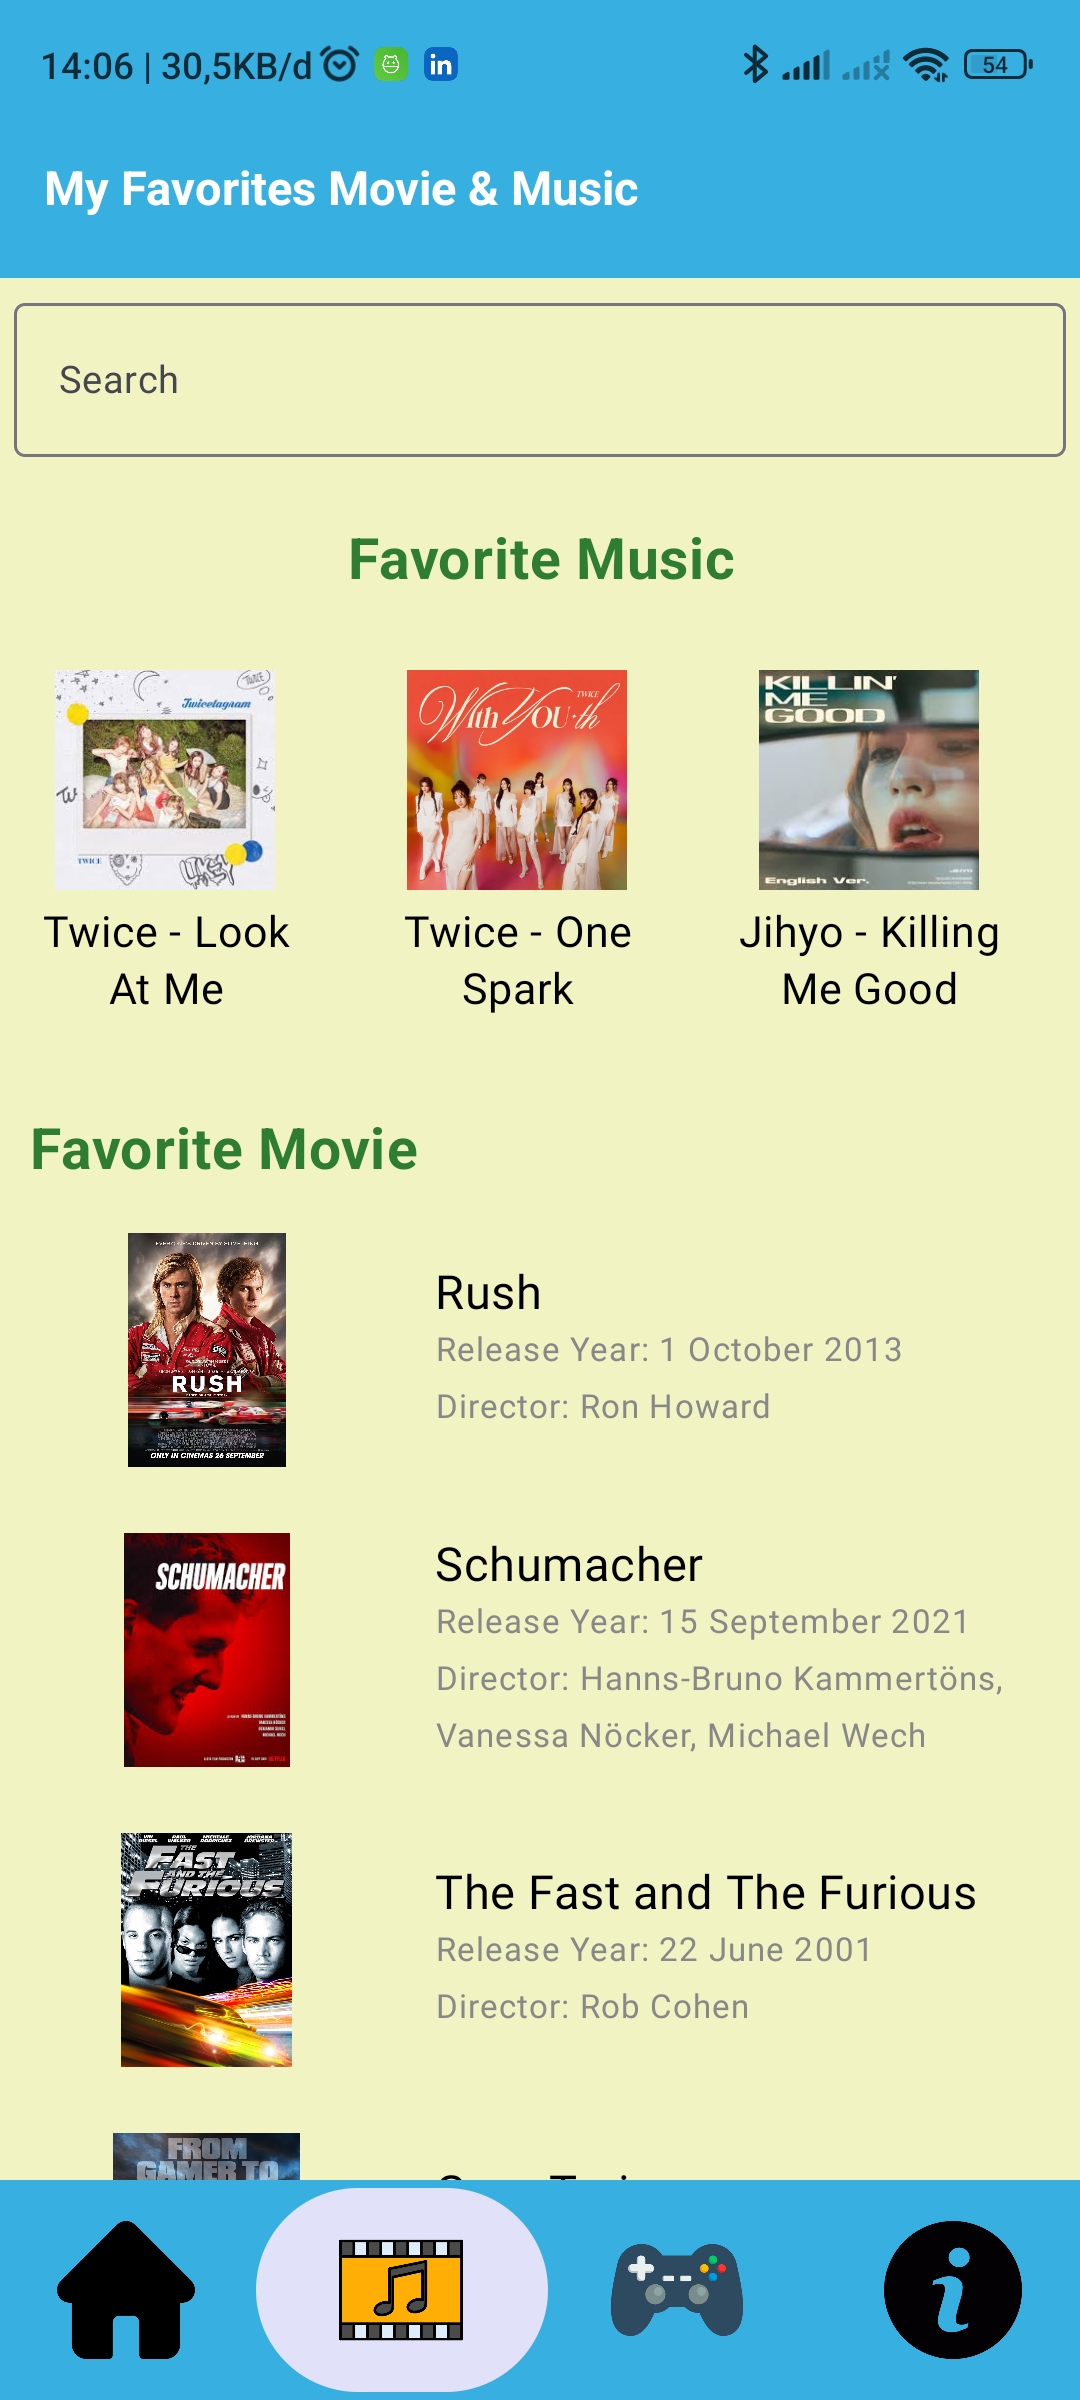 14:06 | 30,5KB/d
in
54
My Favorites Movie & Music
Search
Favorite Music
Twicetagram
TWICE
With YOU-th
TWICE
KILLIN'
ME
GOOD
English Ver.
Twice - Look
At Me
Twice - One
Spark
Jihyo - Killing
Me Good
Favorite Movie
RUSH
ONLY IN CINEMAS 26 SEPTEMBER
Rush
Release Year: 1 October 2013
Director: Ron Howard
SCHUMACHER
Schumacher
Release Year: 15 September 2021
Director: Hanns-Bruno Kammertöns,
Vanessa Nöcker, Michael Wech
THE
FAST
AND THE
FURIOUS
The Fast and The Furious
Release Year: 22 June 2001
Director: Rob Cohen
FROM
GAMER TO